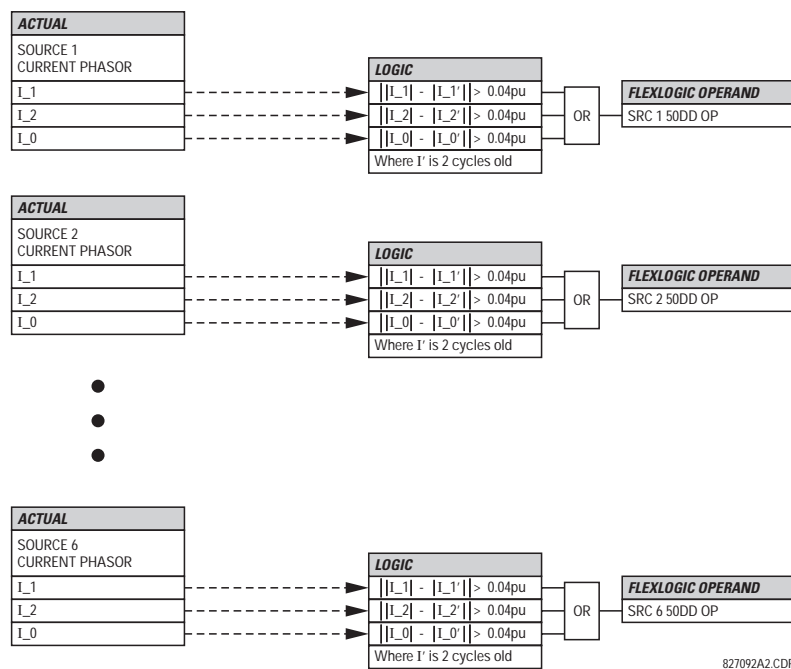 ACTUAL
SOURCE 1
CURRENT PHASOR
I_1
I_2
I_0
LOGIC
||I_1| - |I_1'|| > 0.04pu
||I_2| - |I_2'|| > 0.04pu
||I_0| - |I_0'|| > 0.04pu
Where I' is 2 cycles old
OR
FLEXLOGIC OPERAND
SRC 1 50DD OP
ACTUAL
SOURCE 2
CURRENT PHASOR
I_1
I_2
I_0
LOGIC
||I_1| - |I_1'|| > 0.04pu
||I_2| - |I_2'|| > 0.04pu
||I_0| - |I_0'|| > 0.04pu
Where I' is 2 cycles old
OR
FLEXLOGIC OPERAND
SRC 2 50DD OP
ACTUAL
SOURCE 6
CURRENT PHASOR
I_1
I_2
I_0
LOGIC
||I_1| - |I_1'|| > 0.04pu
||I_2| - |I_2'|| > 0.04pu
||I_0| - |I_0'|| > 0.04pu
Where I' is 2 cycles old
OR
FLEXLOGIC OPERAND
SRC 6 50DD OP
827092A2.CDR